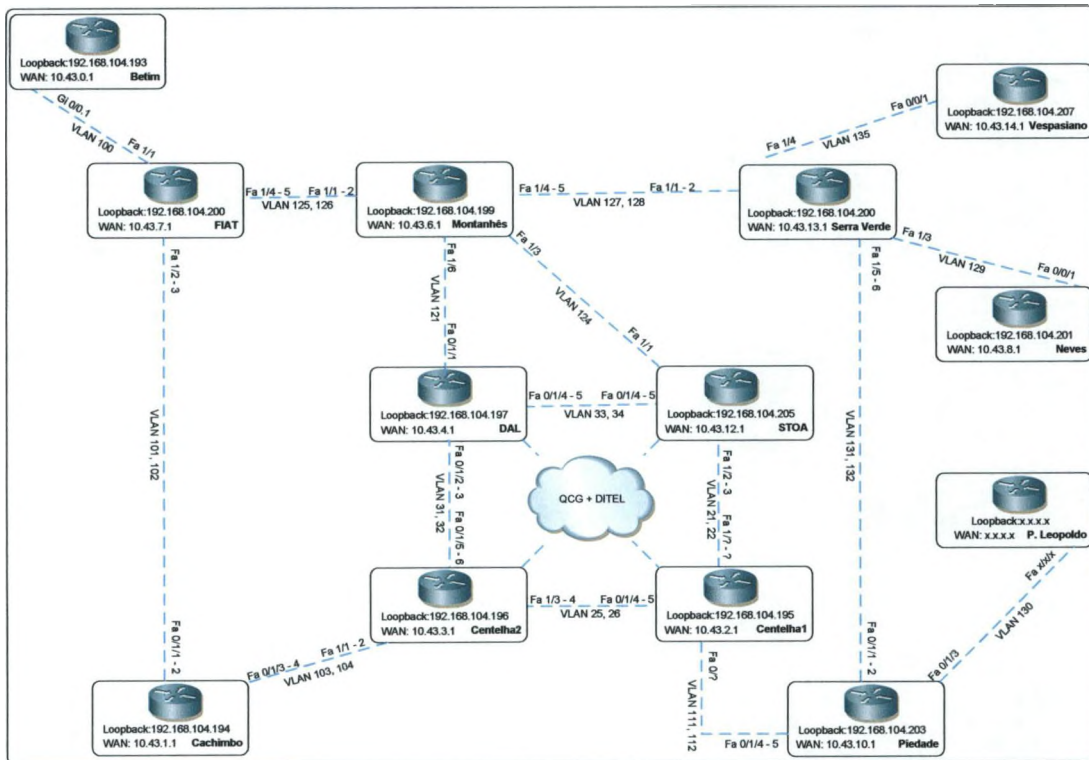 Loopback:192.168.104.193
WAN: 10.43.0.1 Betim
Gi 0/0.1
VLAN 100
Fa 1/1
Loopback:192.168.104.207
WAN: 10.43.14.1 Vespasiano
Fa 0/0/1
VLAN 135
Fa 1/4
Loopback:192.168.104.200
WAN: 10.43.7.1 FIAT
Fa 1/4 - 5 Fa 1/1 - 2
VLAN 125, 126
Loopback:192.168.104.199
WAN: 10.43.6.1 Montanhês
Fa 1/4 - 5 Fa 1/1 - 2
VLAN 127, 128
Loopback:192.168.104.200
WAN: 10.43.13.1 Serra Verde
Fa 1/3
VLAN 129
Fa 0/0/1
Loopback:192.168.104.201
WAN: 10.43.8.1 Neves
Fa 1/2 - 3
VLAN 101, 102
Fa 0/1/1 - 2
Fa 1/6
VLAN 121
Fa 0/1/1
Fa 1/3
VLAN 124
Fa 1/1
Fa 1/5 - 6
VLAN 131, 132
Fa 0/1/1 - 2
Loopback:192.168.104.197
WAN: 10.43.4.1 DAL
Fa 0/1/4 - 5 Fa 0/1/4 - 5
VLAN 33, 34
Loopback:192.168.104.205
WAN: 10.43.12.1 STOA
Fa 0/1/2 - 3
VLAN 31, 32
Fa 0/1/5 - 6
QCG + DITEL
Fa 1/2 - 3
VLAN 21, 22
Fa 1/? - ?
Loopback:x.x.x.x
WAN: x.x.x.x P. Leopoldo
Fa x/x/x
VLAN 130
Fa 0/1/3
Loopback:192.168.104.196
WAN: 10.43.3.1 Centelha2
Fa 1/3 - 4 Fa 0/1/4 - 5
VLAN 25, 26
Loopback:192.168.104.195
WAN: 10.43.2.1 Centelha1
Fa 0/1/3 - 4 Fa 1/1 - 2
VLAN 103, 104
Fa 0/?
VLAN 111, 112
Fa 0/1/4 - 5
Loopback:192.168.104.194
WAN: 10.43.1.1 Cachimbo
Loopback:192.168.104.203
WAN: 10.43.10.1 Piedade